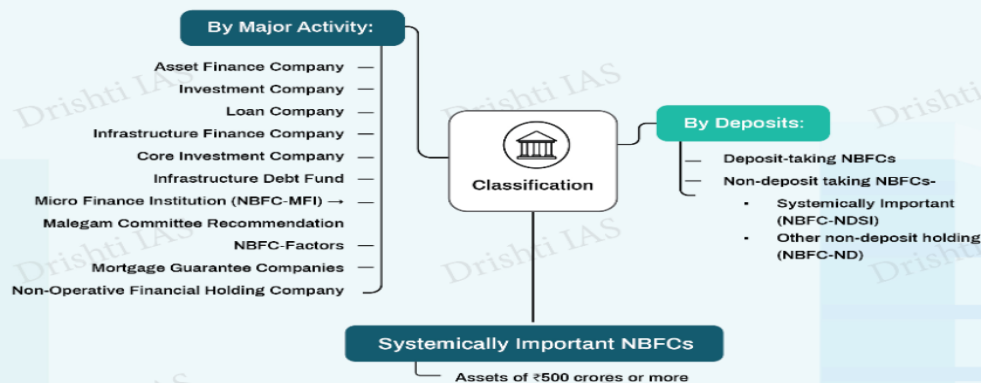 By Major Activity:
Asset Finance Company
Investment Company
Loan Company
Infrastructure Finance Company
Core Investment Company
Infrastructure Debt Fund
Micro Finance Institution (NBFC-MFI) →
Malegam Committee Recommendation
NBFC-Factors
Mortgage Guarantee Companies
Non-Operative Financial Holding Company
Classification
By Deposits:
Deposit-taking NBFCs
Non-deposit taking NBFCs-
▪ Systemically Important
(NBFC-NDSI)
▪ Other non-deposit holding
(NBFC-ND)
Systemically Important NBFCs
Assets of ₹500 crores or more
Drishti IAS
Drishti IAS
Drishti
Drishti IAS
Drishti IAS
Drishti